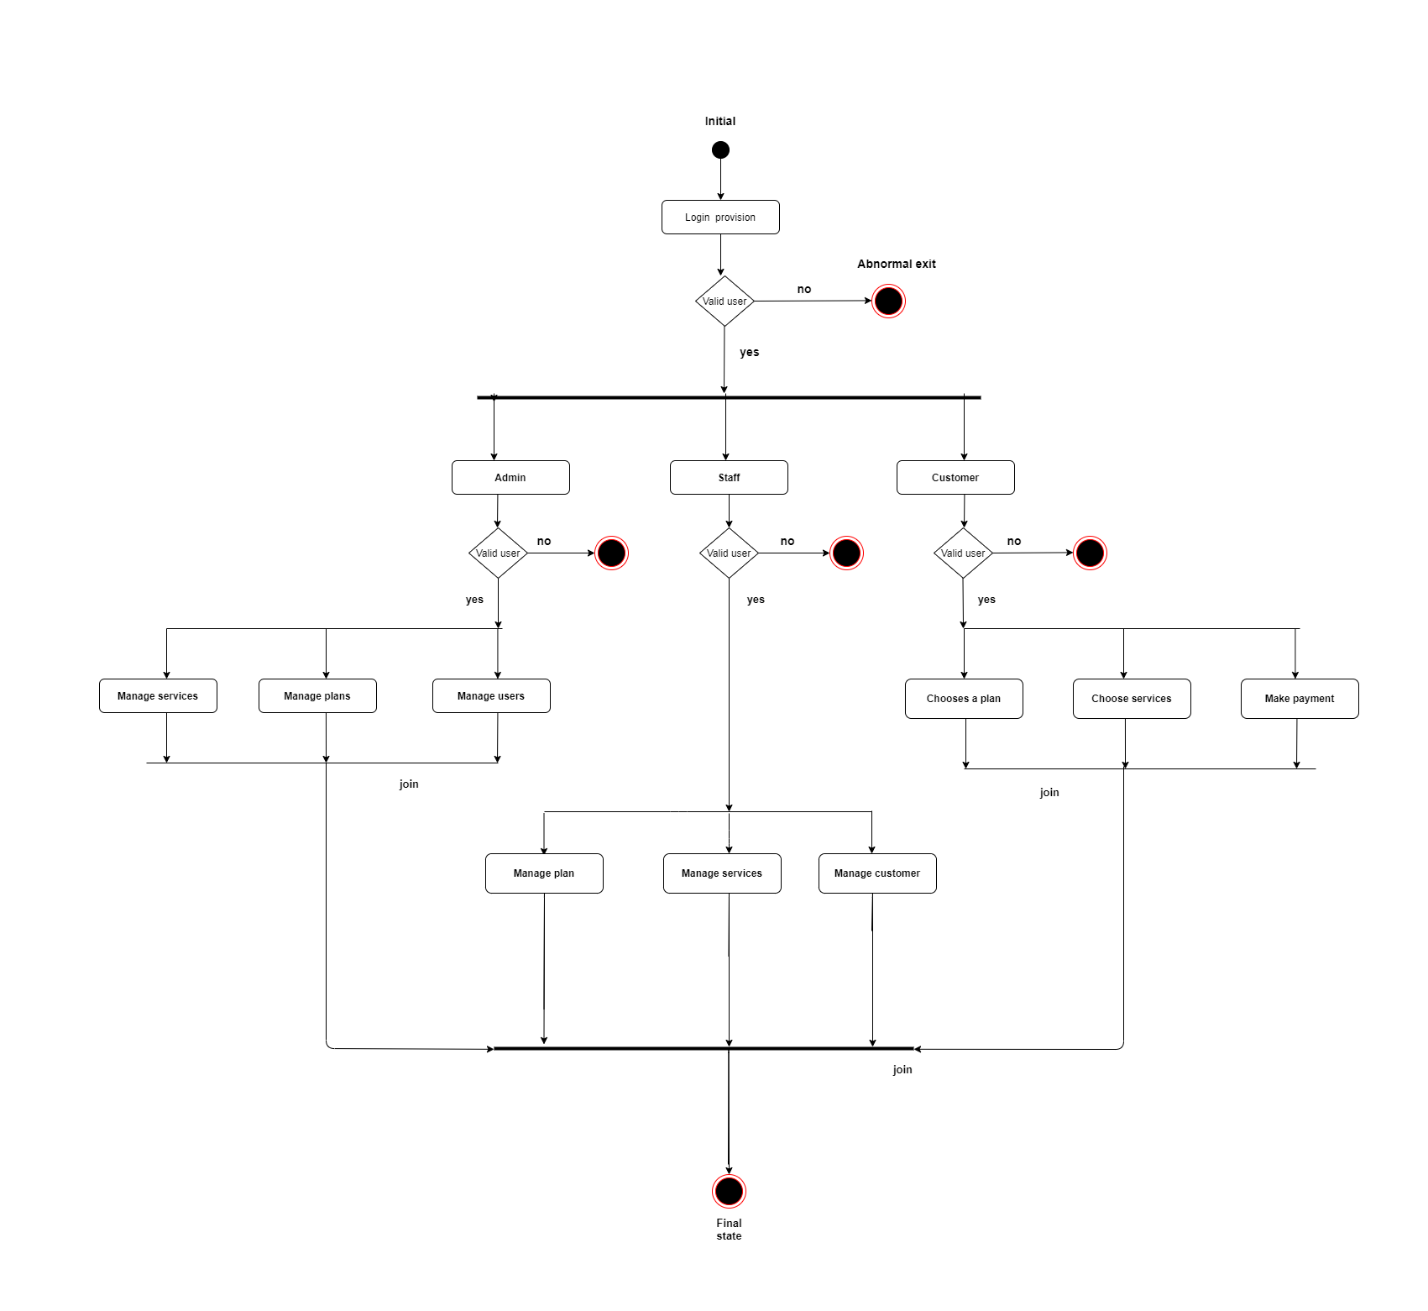 Initial
Login provision
Abnormal exit
Valid user
no
yes
Admin
Staff
Customer
Valid user
no
Valid user
no
Valid user
no
yes
yes
yes
Manage services
Manage plans
Manage users
Chooses a plan
Choose services
Make payment
join
join
Manage plan
Manage services
Manage customer
join
Final
state